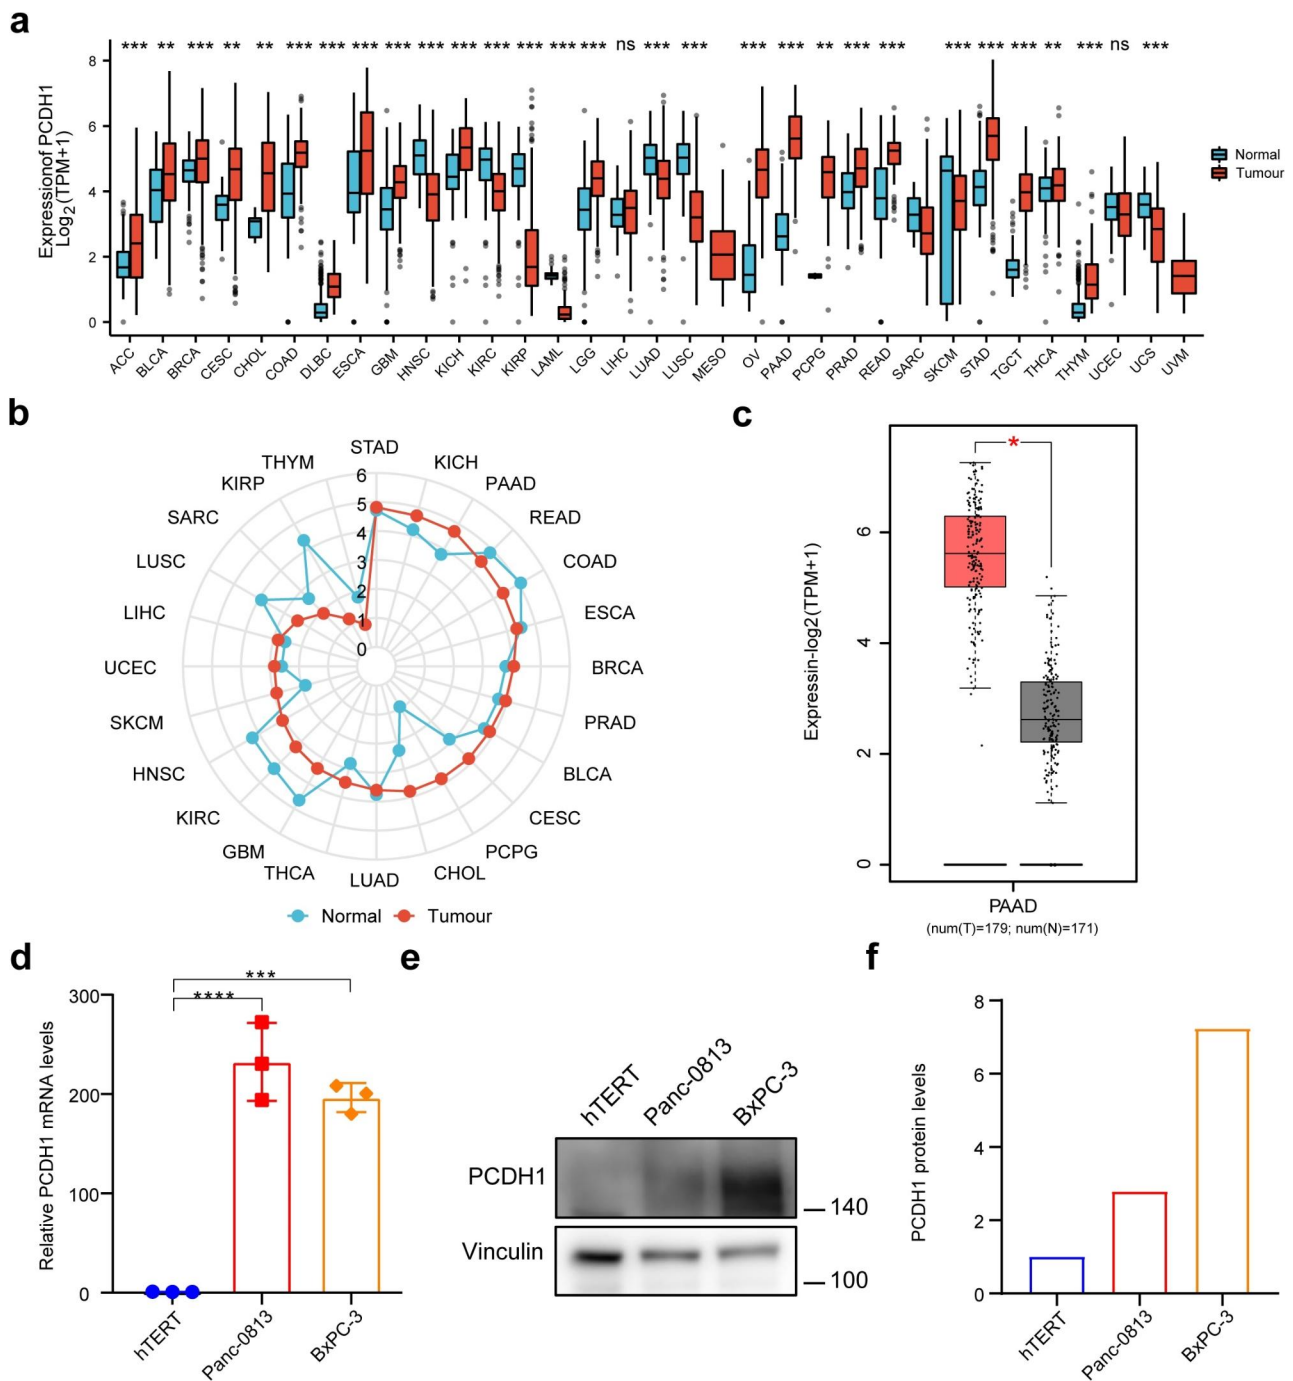 a
*** ** *** ** ** *** *** *** *** *** *** *** *** *** *** ns *** *** *** *** ** *** *** *** *** *** ** *** ns ***
Expressionof PCDH1
Log2(TPM+1)
8
6
4
2
0
Normal
Tumour
ACC BLCA BRCA CESC CHOL COAD DLBC ESCA GBM HNSC KICH KIRC KIRP LAML LGG LIHC LUAD LUSC MESO OV PAAD PCPG PRAD READ SARC SKCM STAD TGCT THCA THYM UCEC UCS UVM
b
STAD
KICH
PAAD
READ
COAD
ESCA
BRCA
PRAD
BLCA
CESC
PCPG
CHOL
LUAD
THCA
GBM
KIRC
HNSC
SKCM
UCEC
LIHC
LUSC
SARC
KIRP
THYM
6
5
4
3
2
1
0
Normal Tumour
c
*
Expressin-log2(TPM+1)
6
4
2
0
PAAD
(num(T)=179; num(N)=171)
d
***
****
Relative PCDH1 mRNA levels
300
200
100
0
hTERT Panc-0813 BxPC-3
e
hTERT Panc-0813 BxPC-3
PCDH1
140
Vinculin
100
f
PCDH1 protein levels
8
6
4
2
0
hTERT Panc-0813 BxPC-3